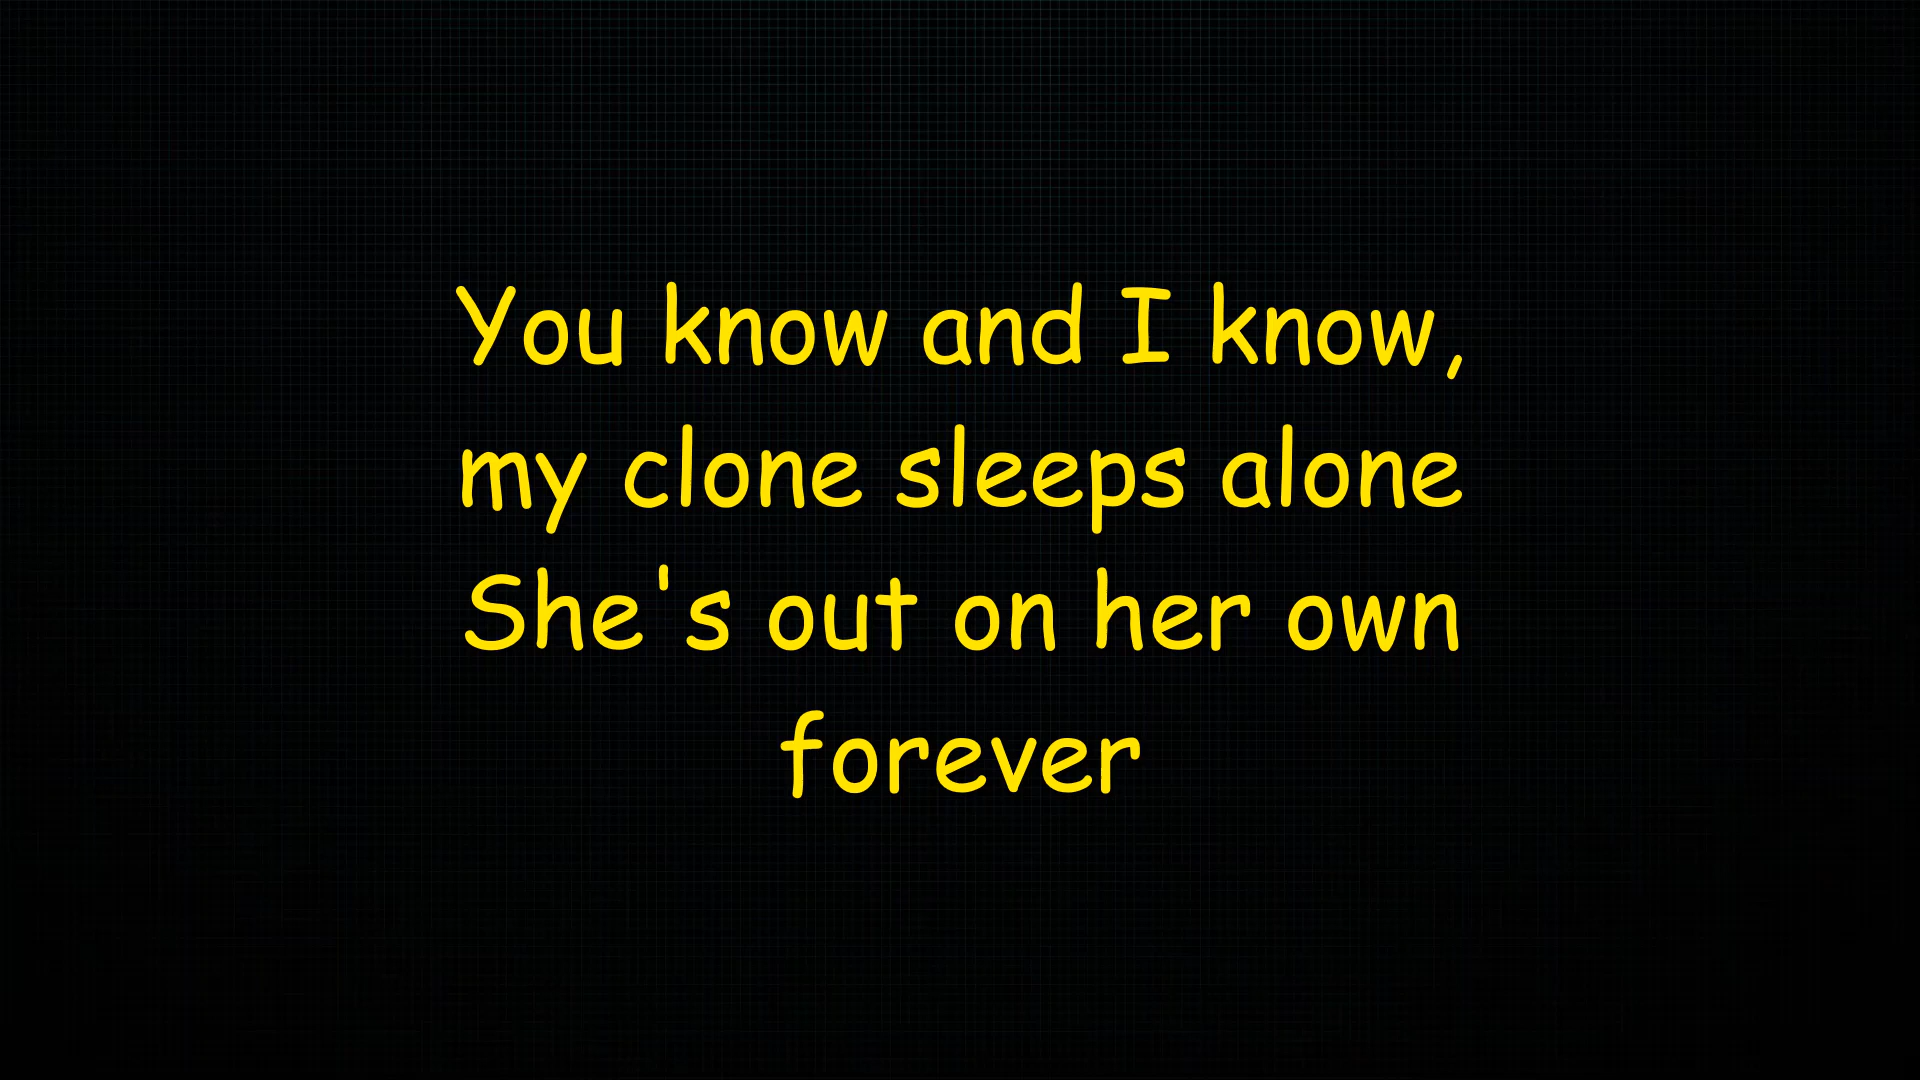 You know and I know,
my clone sleeps alone
She's out on her own
forever